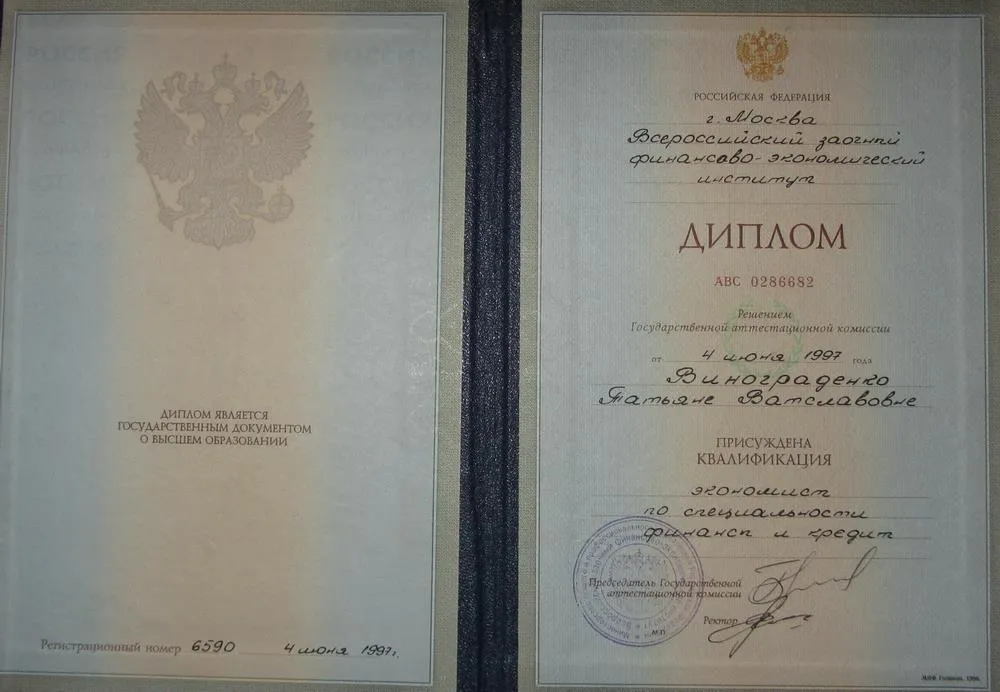 ДИПЛОМ ЯВЛЯЕТСЯ
ГОСУДАРСТВЕННЫМ ДОКУМЕНТОМ
О ВЫСШЕМ ОБРАЗОВАНИИ
Регистрационный номер 6590 4 июня 1997г.
РОССИЙСКАЯ ФЕДЕРАЦИЯ
г. Москва
Всероссийский заочный
финансово-экономический
институт
ДИПЛОМ
АВС 0286682
Решением
Государственной аттестационной комиссии
от 4 июня 1997 года
Винограденко
Татьяне Ватславовне
ПРИСУЖДЕНА
КВАЛИФИКАЦИЯ
экономист
по специальности
финансы и кредит
Председатель Государственной
аттестационной комиссии
Ректор
М.П.